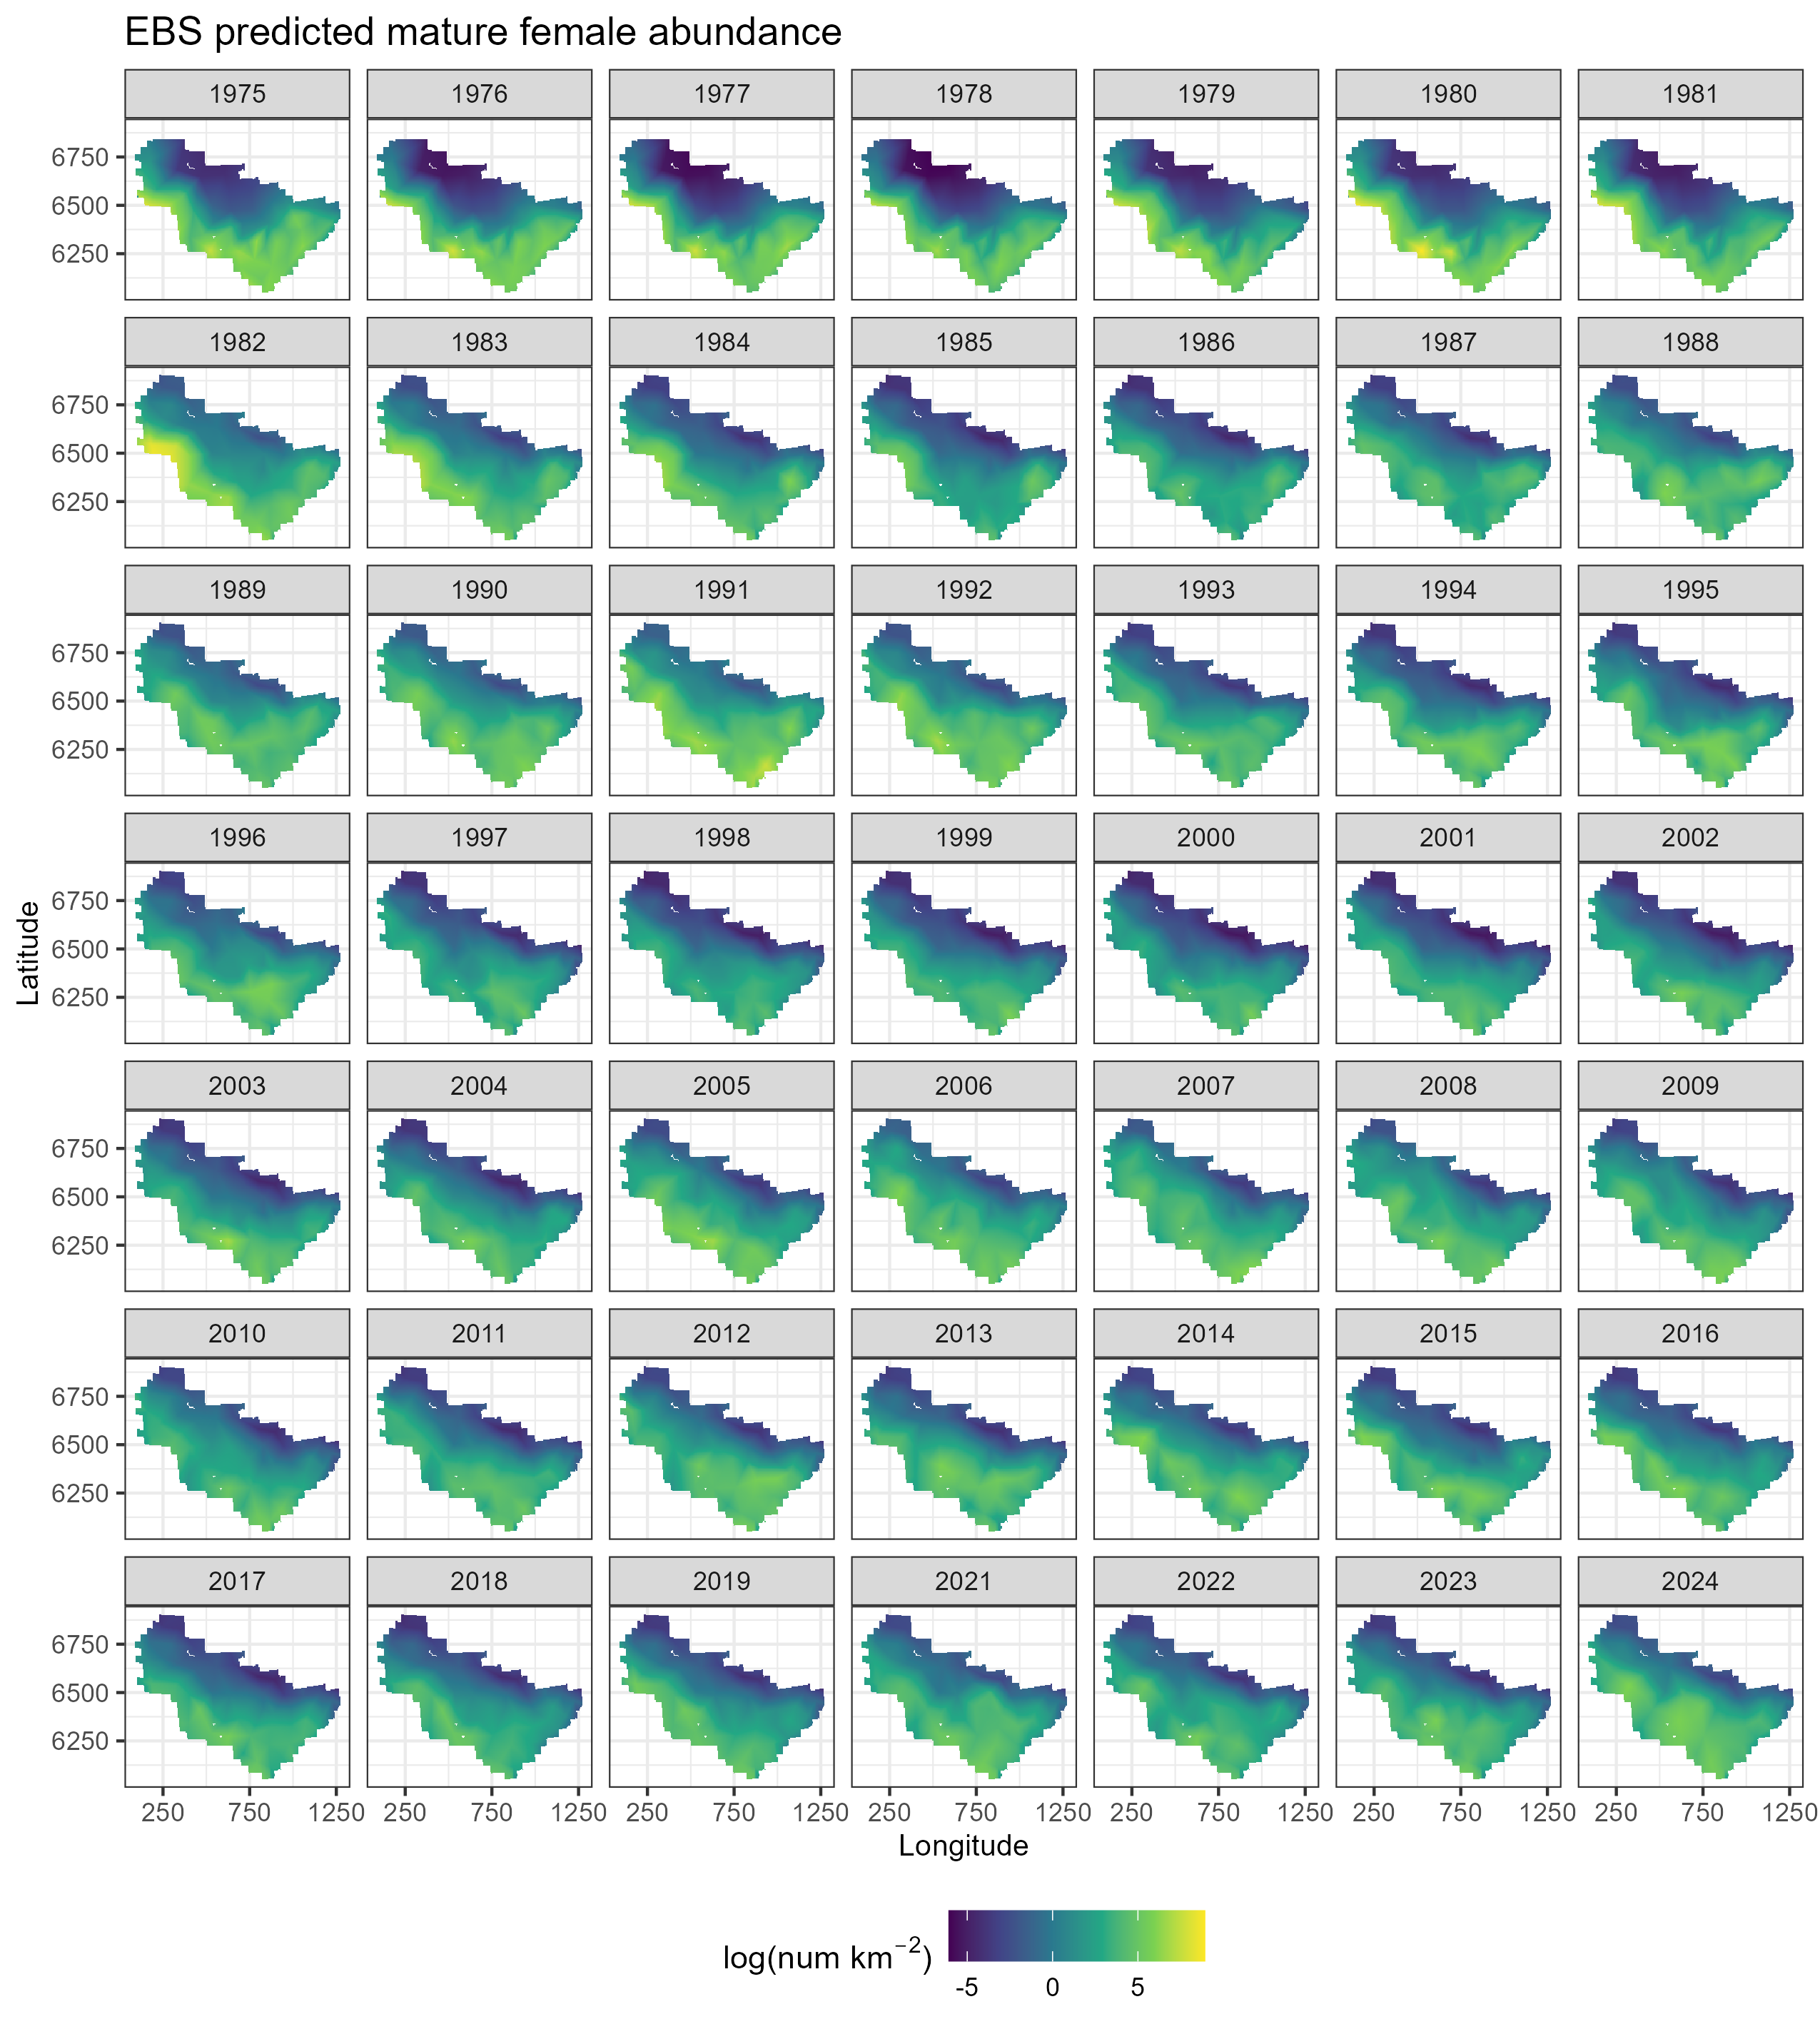 EBS predicted mature female abundance
1975 1976 1977 1978 1979 1980 1981
6750
6500
6250
1982 1983 1984 1985 1986 1987 1988
6750
6500
6250
1989 1990 1991 1992 1993 1994 1995
6750
6500
6250
1996 1997 1998 1999 2000 2001 2002
6750
6500
6250
Latitude
2003 2004 2005 2006 2007 2008 2009
6750
6500
6250
2010 2011 2012 2013 2014 2015 2016
6750
6500
6250
2017 2018 2019 2021 2022 2023 2024
6750
6500
6250
250 750 1250 250 750 1250 250 750 1250 250 750 1250 250 750 1250 250 750 1250 250 750 1250
Longitude
log(num km⁻²)
-5 0 5